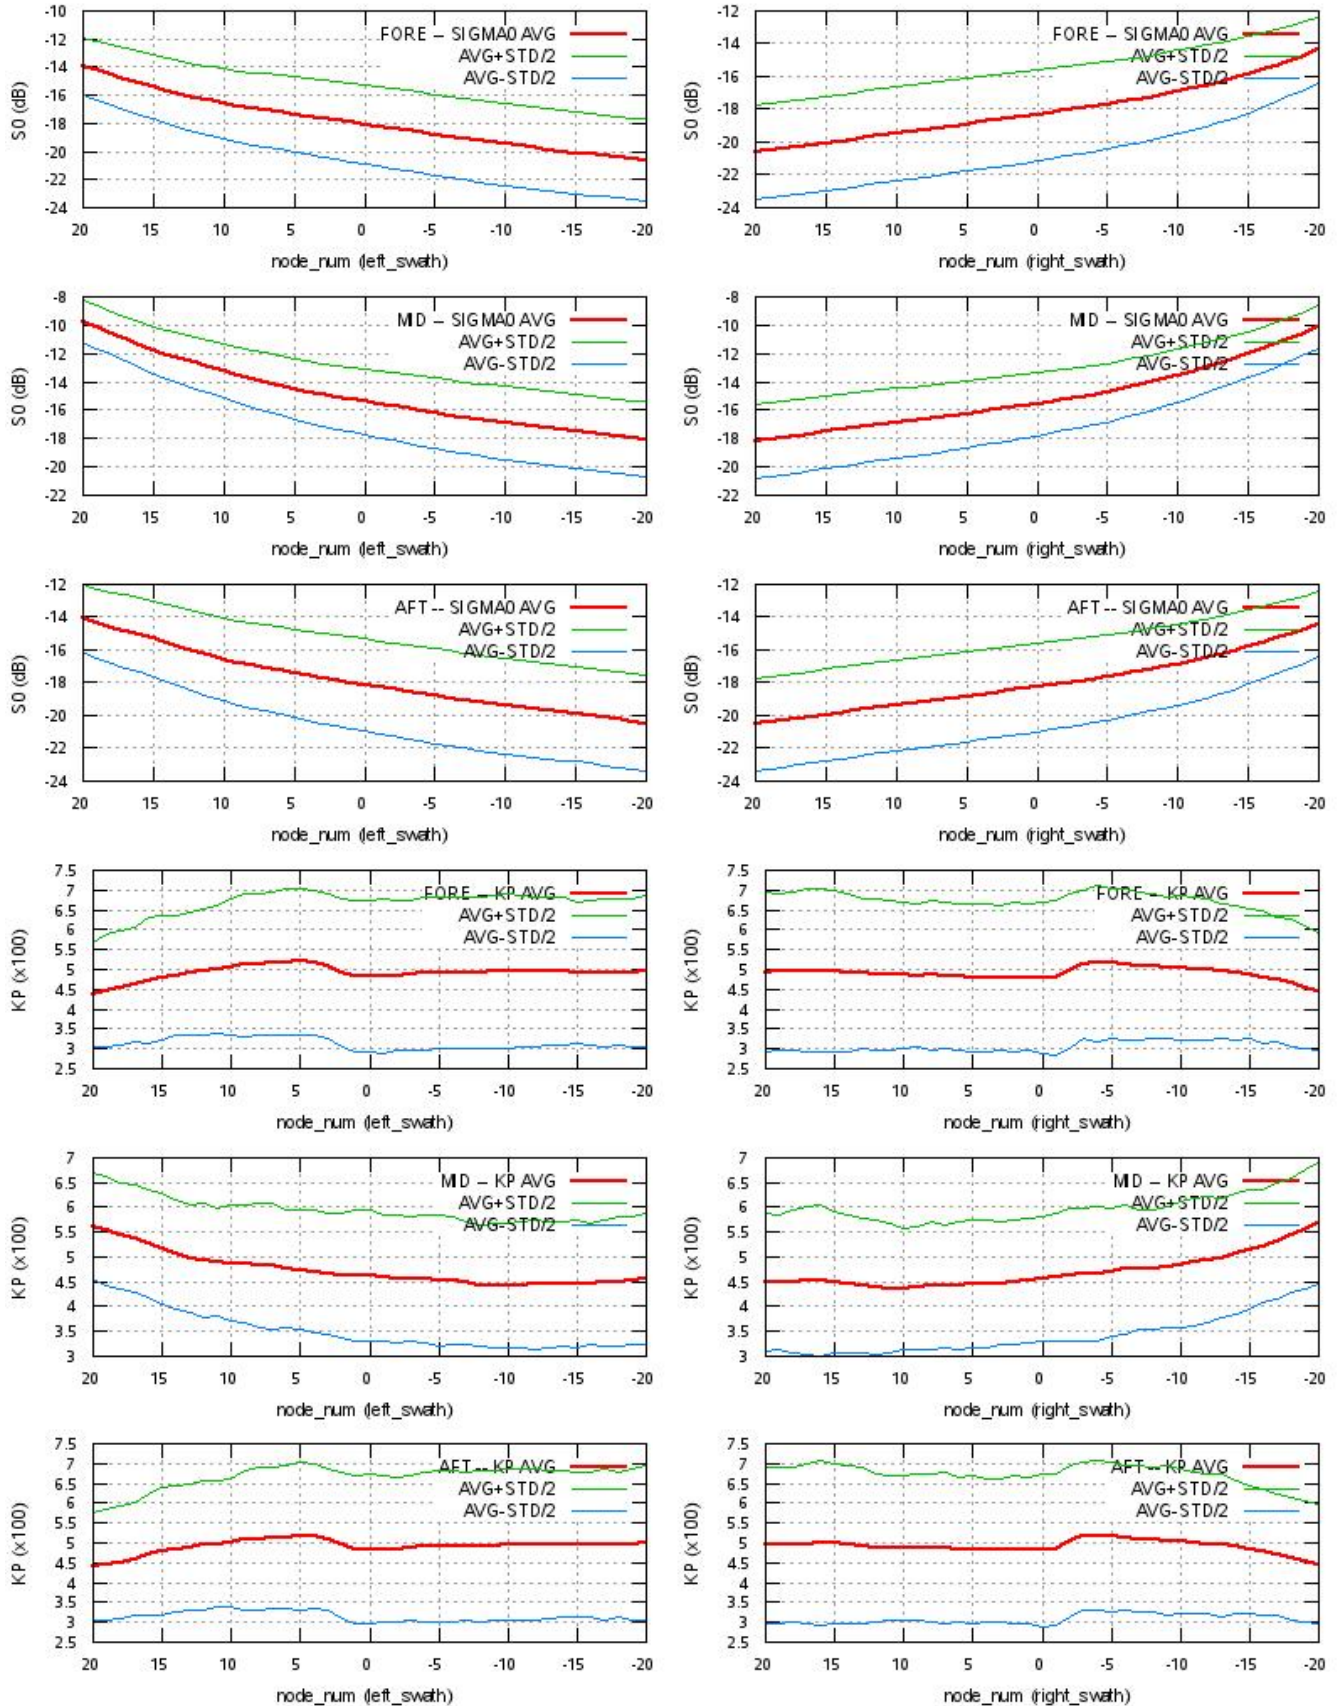 -10
-12
-14
-16
-18
-20
-22
-24
S0 (dB)
FORE -- SIGMA0 AVG
AVG+STD/2
AVG-STD/2
20 15 10 5 0 -5 -10 -15 -20
node_num (left_swath)
-12
-14
-16
-18
-20
-22
-24
S0 (dB)
FORE -- SIGMA0 AVG
AVG+STD/2
AVG-STD/2
20 15 10 5 0 -5 -10 -15 -20
node_num (right_swath)
-8
-10
-12
-14
-16
-18
-20
-22
S0 (dB)
MID -- SIGMA0 AVG
AVG+STD/2
AVG-STD/2
20 15 10 5 0 -5 -10 -15 -20
node_num (left_swath)
-8
-10
-12
-14
-16
-18
-20
-22
S0 (dB)
MID -- SIGMA0 AVG
AVG+STD/2
AVG-STD/2
20 15 10 5 0 -5 -10 -15 -20
node_num (right_swath)
-12
-14
-16
-18
-20
-22
-24
S0 (dB)
AFT -- SIGMA0 AVG
AVG+STD/2
AVG-STD/2
20 15 10 5 0 -5 -10 -15 -20
node_num (left_swath)
-12
-14
-16
-18
-20
-22
-24
S0 (dB)
AFT -- SIGMA0 AVG
AVG+STD/2
AVG-STD/2
20 15 10 5 0 -5 -10 -15 -20
node_num (right_swath)
7.5
7
6.5
6
5.5
5
4.5
4
3.5
3
2.5
KP (x100)
FORE -- KP AVG
AVG+STD/2
AVG-STD/2
20 15 10 5 0 -5 -10 -15 -20
node_num (left_swath)
7.5
7
6.5
6
5.5
5
4.5
4
3.5
3
2.5
KP (x100)
FORE -- KP AVG
AVG+STD/2
AVG-STD/2
20 15 10 5 0 -5 -10 -15 -20
node_num (right_swath)
7
6.5
6
5.5
5
4.5
4
3.5
3
KP (x100)
MID -- KP AVG
AVG+STD/2
AVG-STD/2
20 15 10 5 0 -5 -10 -15 -20
node_num (left_swath)
7
6.5
6
5.5
5
4.5
4
3.5
3
KP (x100)
MID -- KP AVG
AVG+STD/2
AVG-STD/2
20 15 10 5 0 -5 -10 -15 -20
node_num (right_swath)
7.5
7
6.5
6
5.5
5
4.5
4
3.5
3
2.5
KP (x100)
AFT -- KP AVG
AVG+STD/2
AVG-STD/2
20 15 10 5 0 -5 -10 -15 -20
node_num (left_swath)
7.5
7
6.5
6
5.5
5
4.5
4
3.5
3
2.5
KP (x100)
AFT -- KP AVG
AVG+STD/2
AVG-STD/2
20 15 10 5 0 -5 -10 -15 -20
node_num (right_swath)